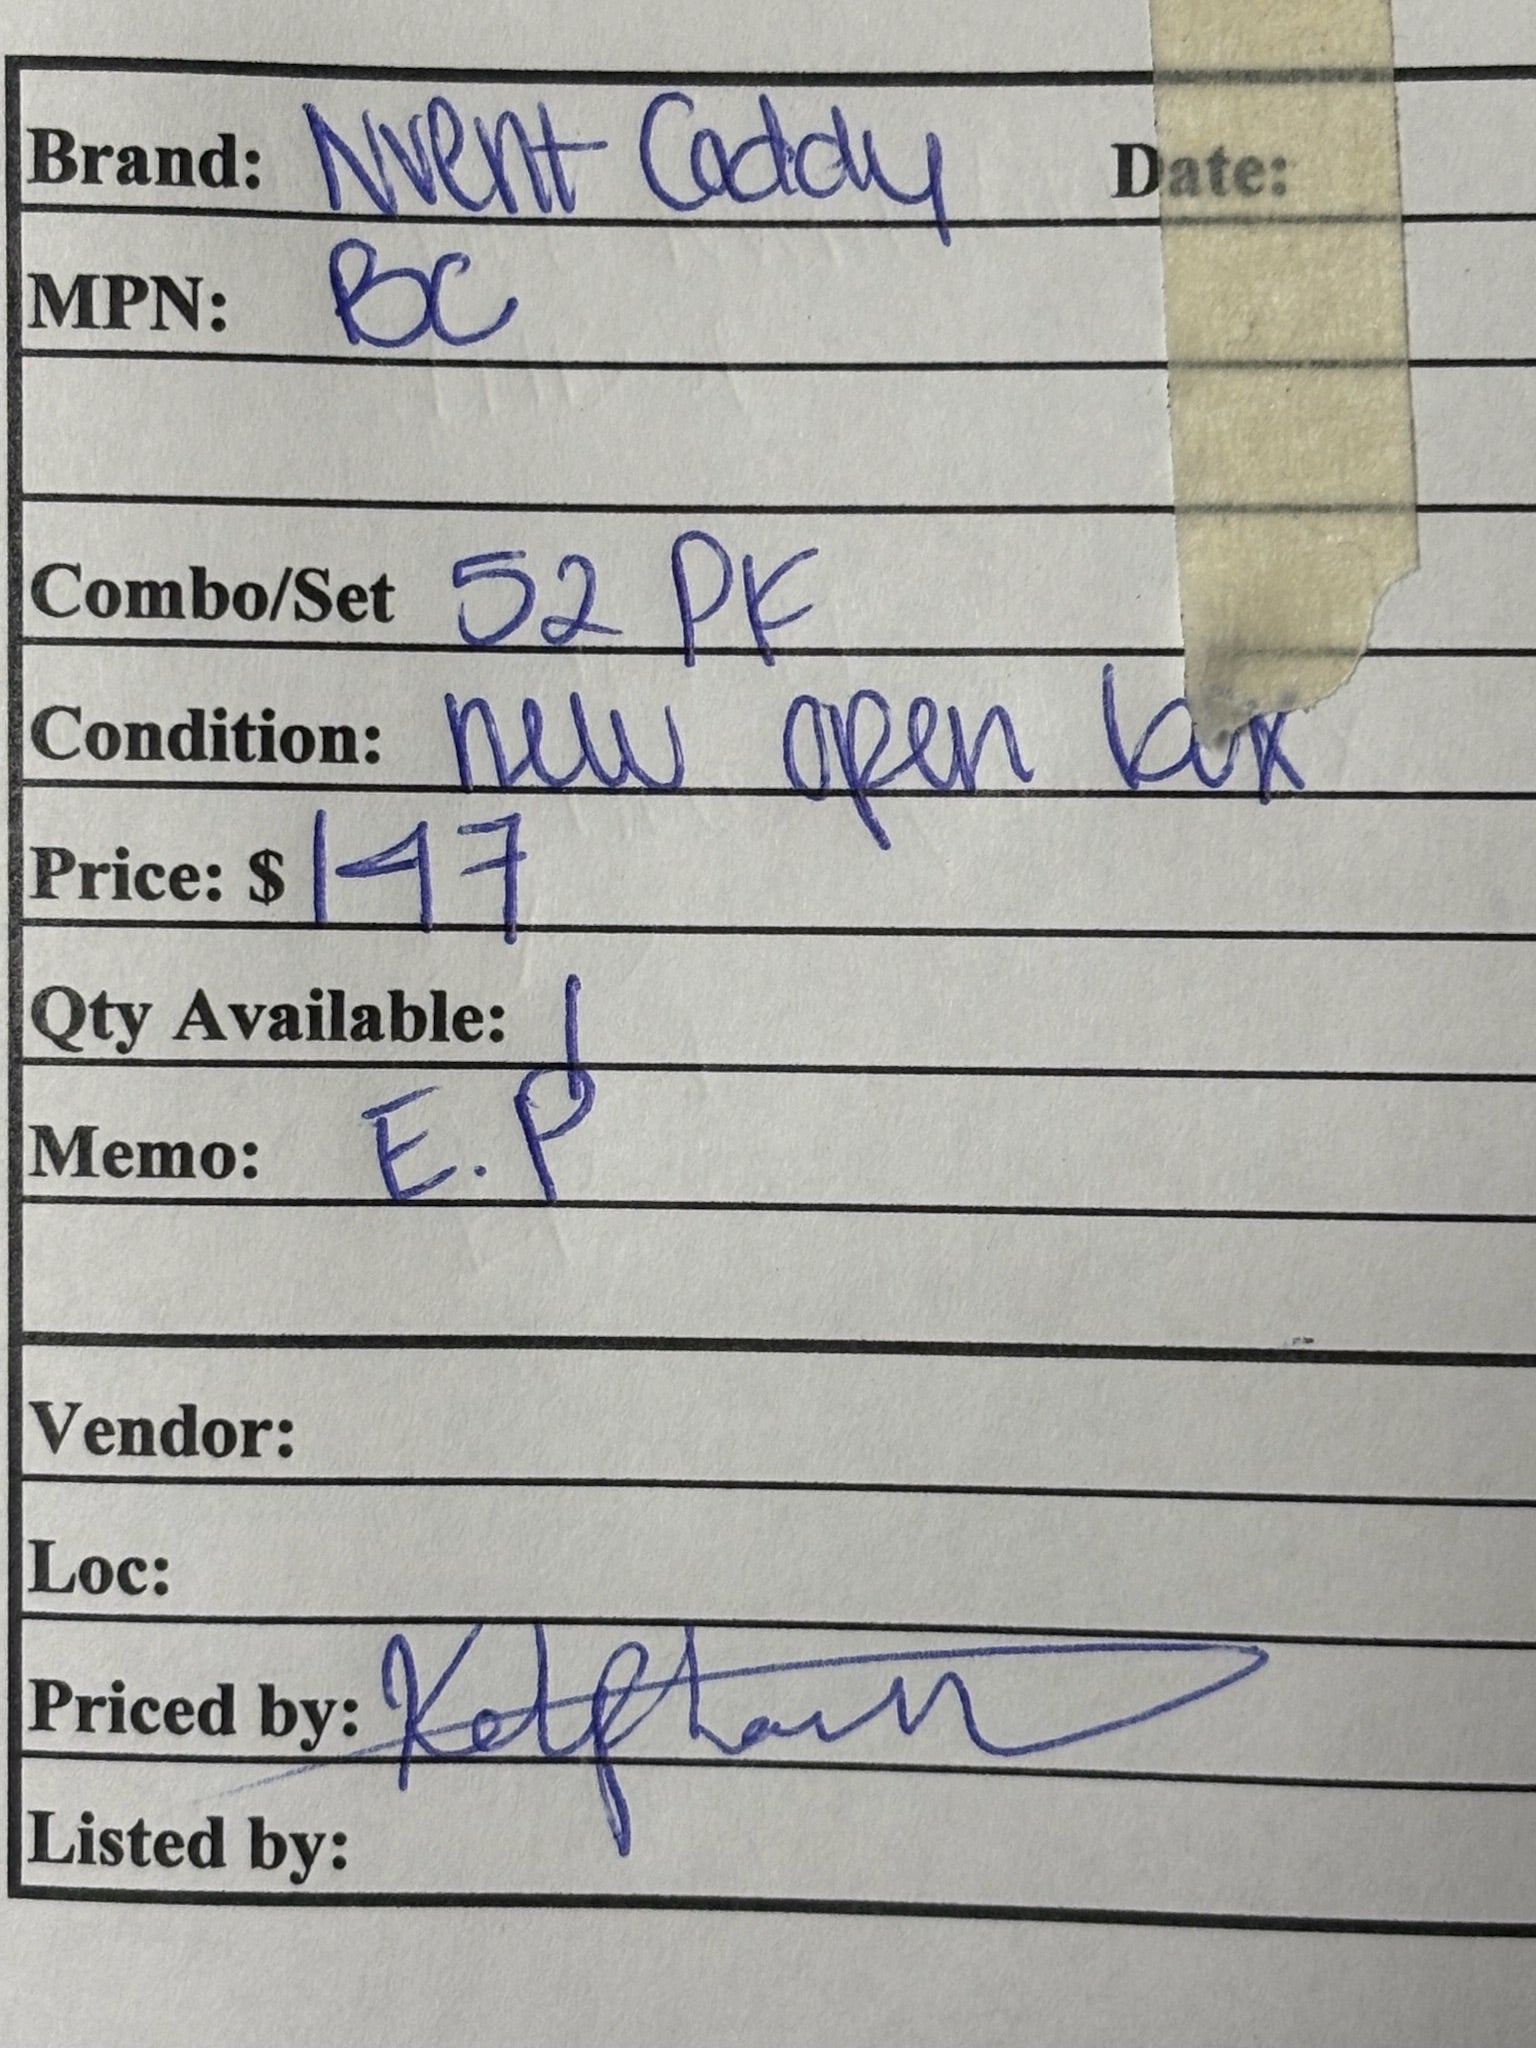 Brand: Nvent Caddy Date:
MPN: BC
Combo/Set 52 PK
Condition: new open box
Price: $147
Qty Available: 1
Memo: E.P
Vendor:
Loc:
Priced by:
Listed by: